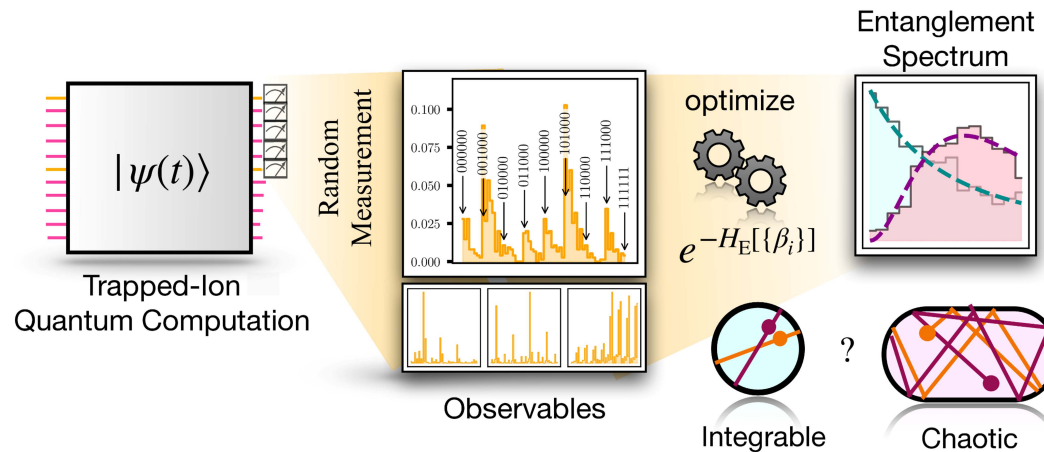 |ψ(t)⟩
Trapped-Ion
Quantum Computation
Random
Measurement
0.100
0.075
0.050
0.025
0.000
000000
001000
010000
011000
100000
101000
110000
111000
111111
Observables
optimize
e^{-H_E[{β_i}]}
Entanglement
Spectrum
?
Integrable
Chaotic